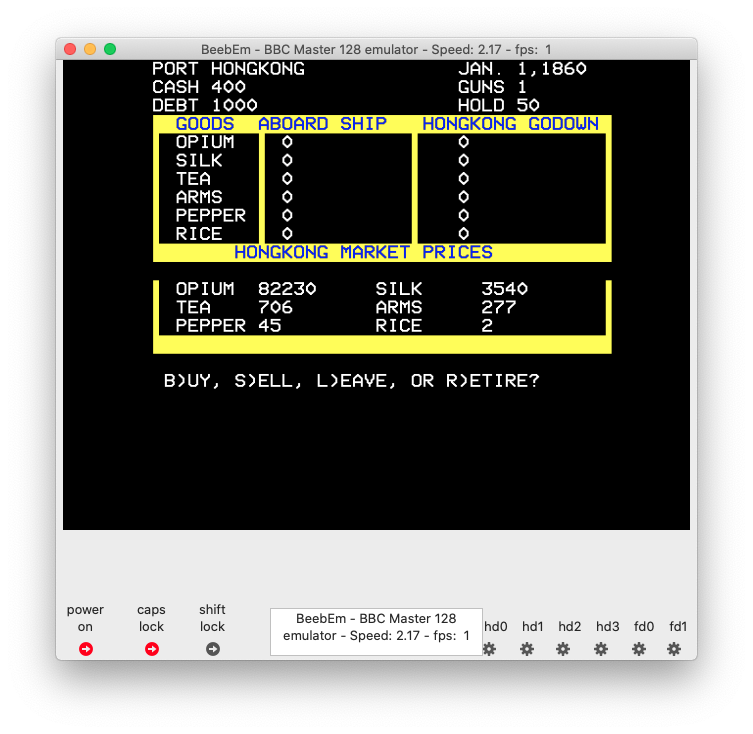 BeebEm - BBC Master 128 emulator - Speed: 2.17 - fps: 1
PORT HONGKONG JAN. 1,1860
CASH 400 GUNS 1
DEBT 1000 HOLD 50
GOODS ABOARD SHIP HONGKONG GODOWN
OPIUM 0 0
SILK 0 0
TEA 0 0
ARMS 0 0
PEPPER 0 0
RICE 0 0
HONGKONG MARKET PRICES
OPIUM 82230 SILK 3540
TEA 706 ARMS 277
PEPPER 45 RICE 2
B)UY, S)ELL, L)EAVE, OR R)ETIRE?
power on
caps lock
shift lock
BeebEm - BBC Master 128
emulator - Speed: 2.17 - fps: 1
hd0 hd1 hd2 hd3 fd0 fd1